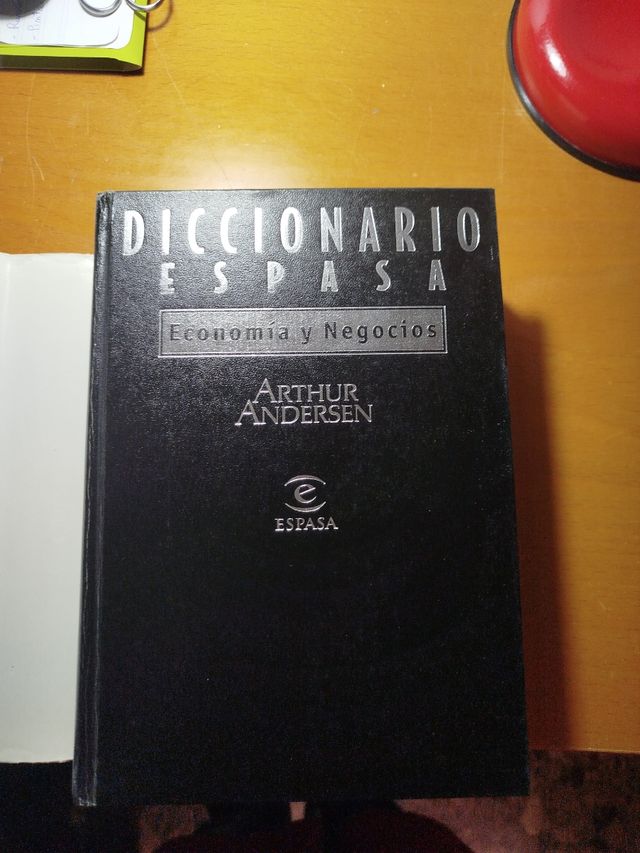 DICCIONARIO
ESPASA
Economía y Negocios
ARTHUR
ANDERSEN
e
ESPASA